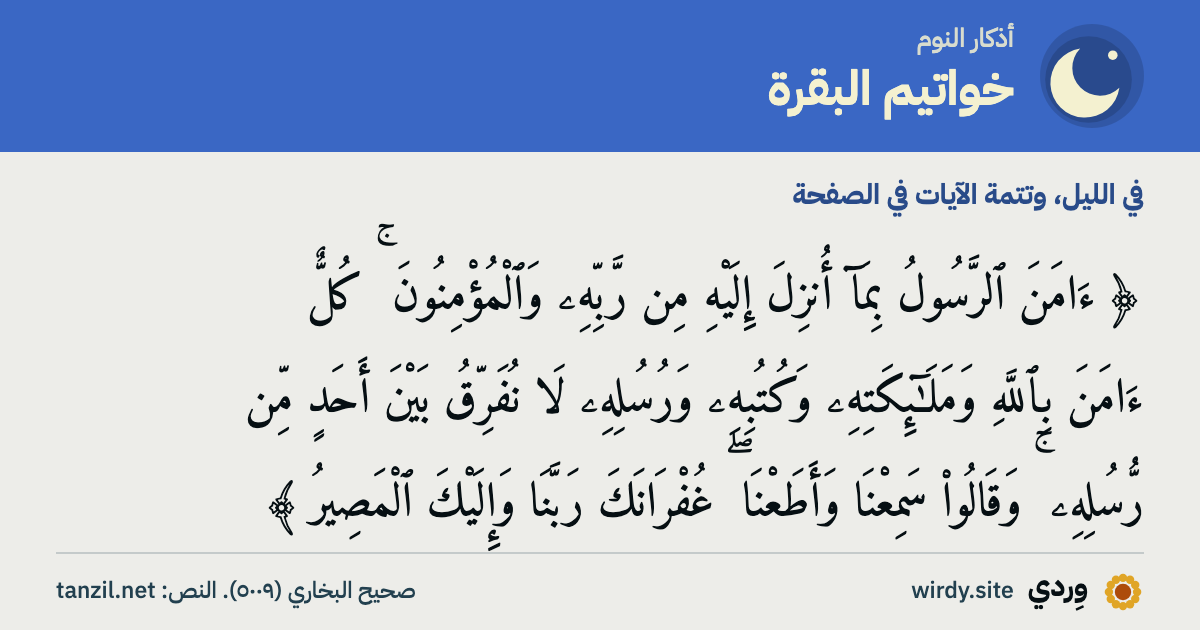 أذكار النوم
خواتيم البقرة
في الليل، وتتمة الآيات في الصفحة
﴿ ءَامَنَ ٱلرَّسُولُ بِمَآ أُنزِلَ إِلَيْهِ مِن رَّبِّهِۦ وَٱلْمُؤْمِنُونَ ۚ كُلٌّ
ءَامَنَ بِٱللَّهِ وَمَلَـٰٓئِكَتِهِۦ وَكُتُبِهِۦ وَرُسُلِهِۦ لَا نُفَرِّقُ بَيْنَ أَحَدٍ مِّن
رُّسُلِهِۦ ۚ وَقَالُوا۟ سَمِعْنَا وَأَطَعْنَا ۖ غُفْرَانَكَ رَبَّنَا وَإِلَيْكَ ٱلْمَصِيرُ ﴾
وِردي wirdy.site
صحيح البخاري (٥٠٠٩). النص: tanzil.net